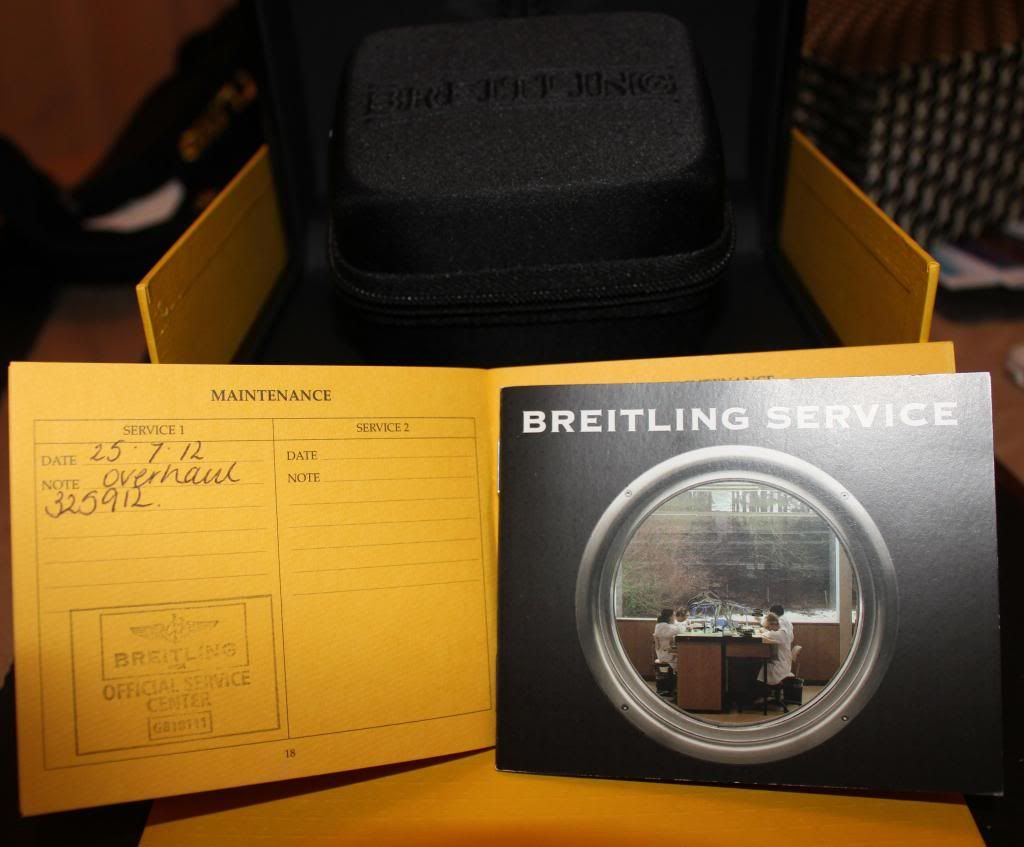 BREITLING
MAINTENANCE
SERVICE 1
DATE 25·7·12
NOTE overhaul
325912.
BREITLING
OFFICIAL SERVICE
CENTER
SERVICE 2
DATE
NOTE
18
BREITLING SERVICE